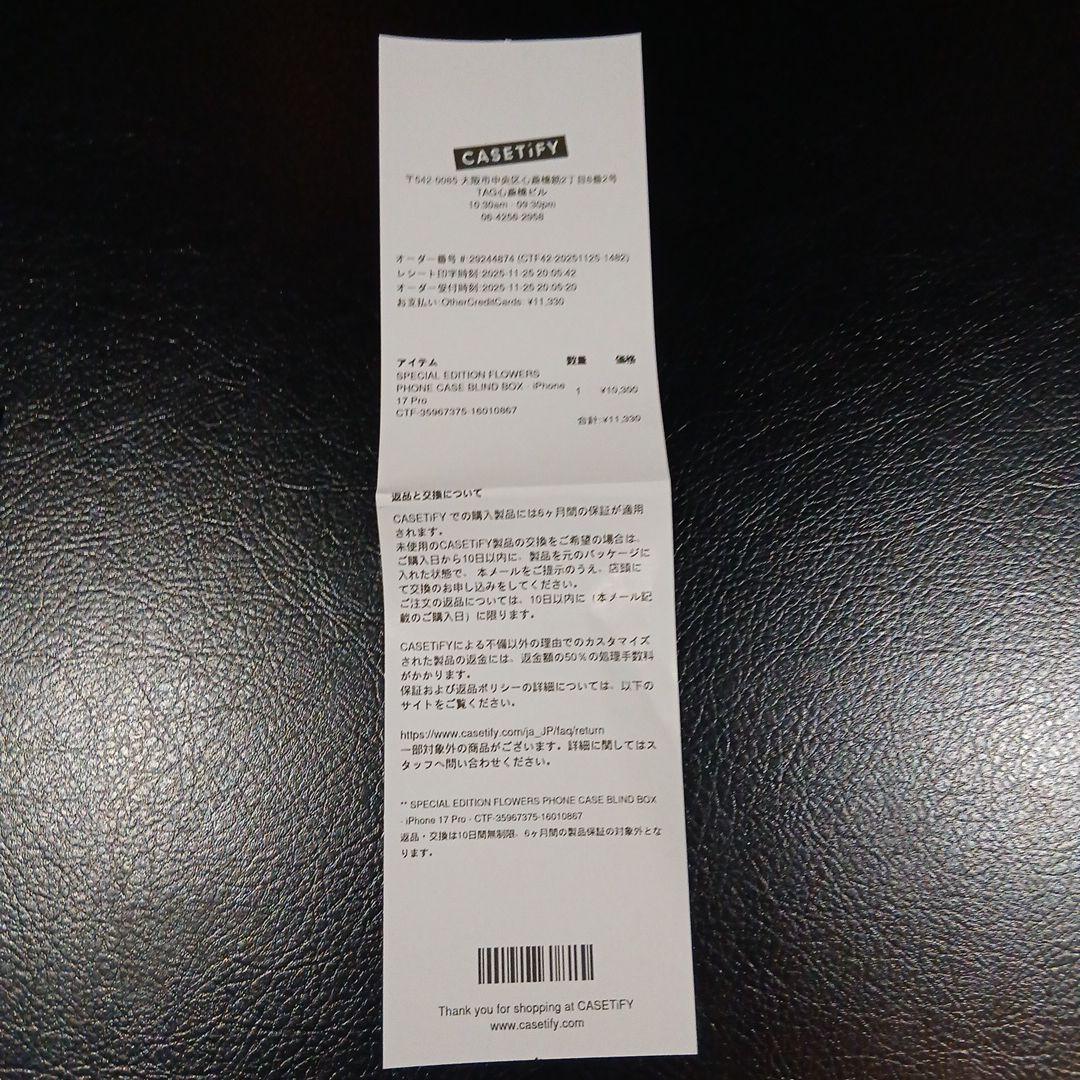 CASETiFY
〒542-0085 大阪市中央区心斎橋筋2丁目8番2号
TAG心斎橋ビル
10:30am - 09:30pm
06-4256-2958
オーダー番号 # 29244874 (CTF42-20251125-1482)
レシート印字時刻:2025-11-25 20:05:42
オーダー受付時刻:2025-11-25 20:05:20
お支払い:OtherCreditCards ¥11,330
アイテム 数量 価格
SPECIAL EDITION FLOWERS
PHONE CASE BLIND BOX - iPhone
17 Pro 1 ¥10,300
CTF-35967375-16010867
合計:¥11,330
返品と交換について
CASETiFY での購入製品には6ヶ月間の保証が適用
されます。
未使用のCASETiFY製品の交換をご希望の場合は、
ご購入日から10日以内に、製品を元のパッケージに
入れた状態で、 本メールをご提示のうえ、店頭に
て交換のお申し込みをしてください。
ご注文の返品については、10日以内に（本メール記
載のご購入日）に限ります。
CASETiFYによる不備以外の理由でのカスタマイズ
された製品の返金には、返金額の50％の処理手数料
がかかります。
保証および返品ポリシーの詳細については、以下の
サイトをご覧ください。
https://www.casetify.com/ja_JP/faq/return
一部対象外の商品がございます。詳細に関してはス
タッフへ問い合わせください。
** SPECIAL EDITION FLOWERS PHONE CASE BLIND BOX
- iPhone 17 Pro - CTF-35967375-16010867
返品・交換は10日間無制限、6ヶ月間の製品保証の対象外とな
ります。
Thank you for shopping at CASETiFY
www.casetify.com